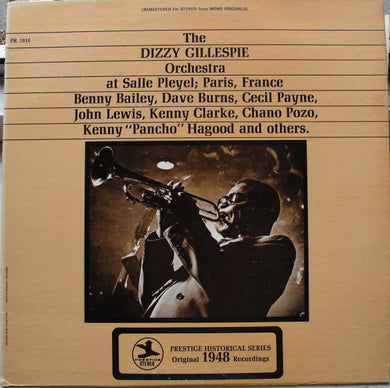 (REMASTERED For STEREO from MONO ORIGINALS)
PR 7818
The
DIZZY GILLESPIE
Orchestra
at Salle Pleyel; Paris, France
Benny Bailey, Dave Burns, Cecil Payne,
John Lewis, Kenny Clarke, Chano Pozo,
Kenny "Pancho" Hagood and others.
PRESTIGE HISTORICAL SERIES
Original 1948 Recordings
PRESTIGE
STEREO